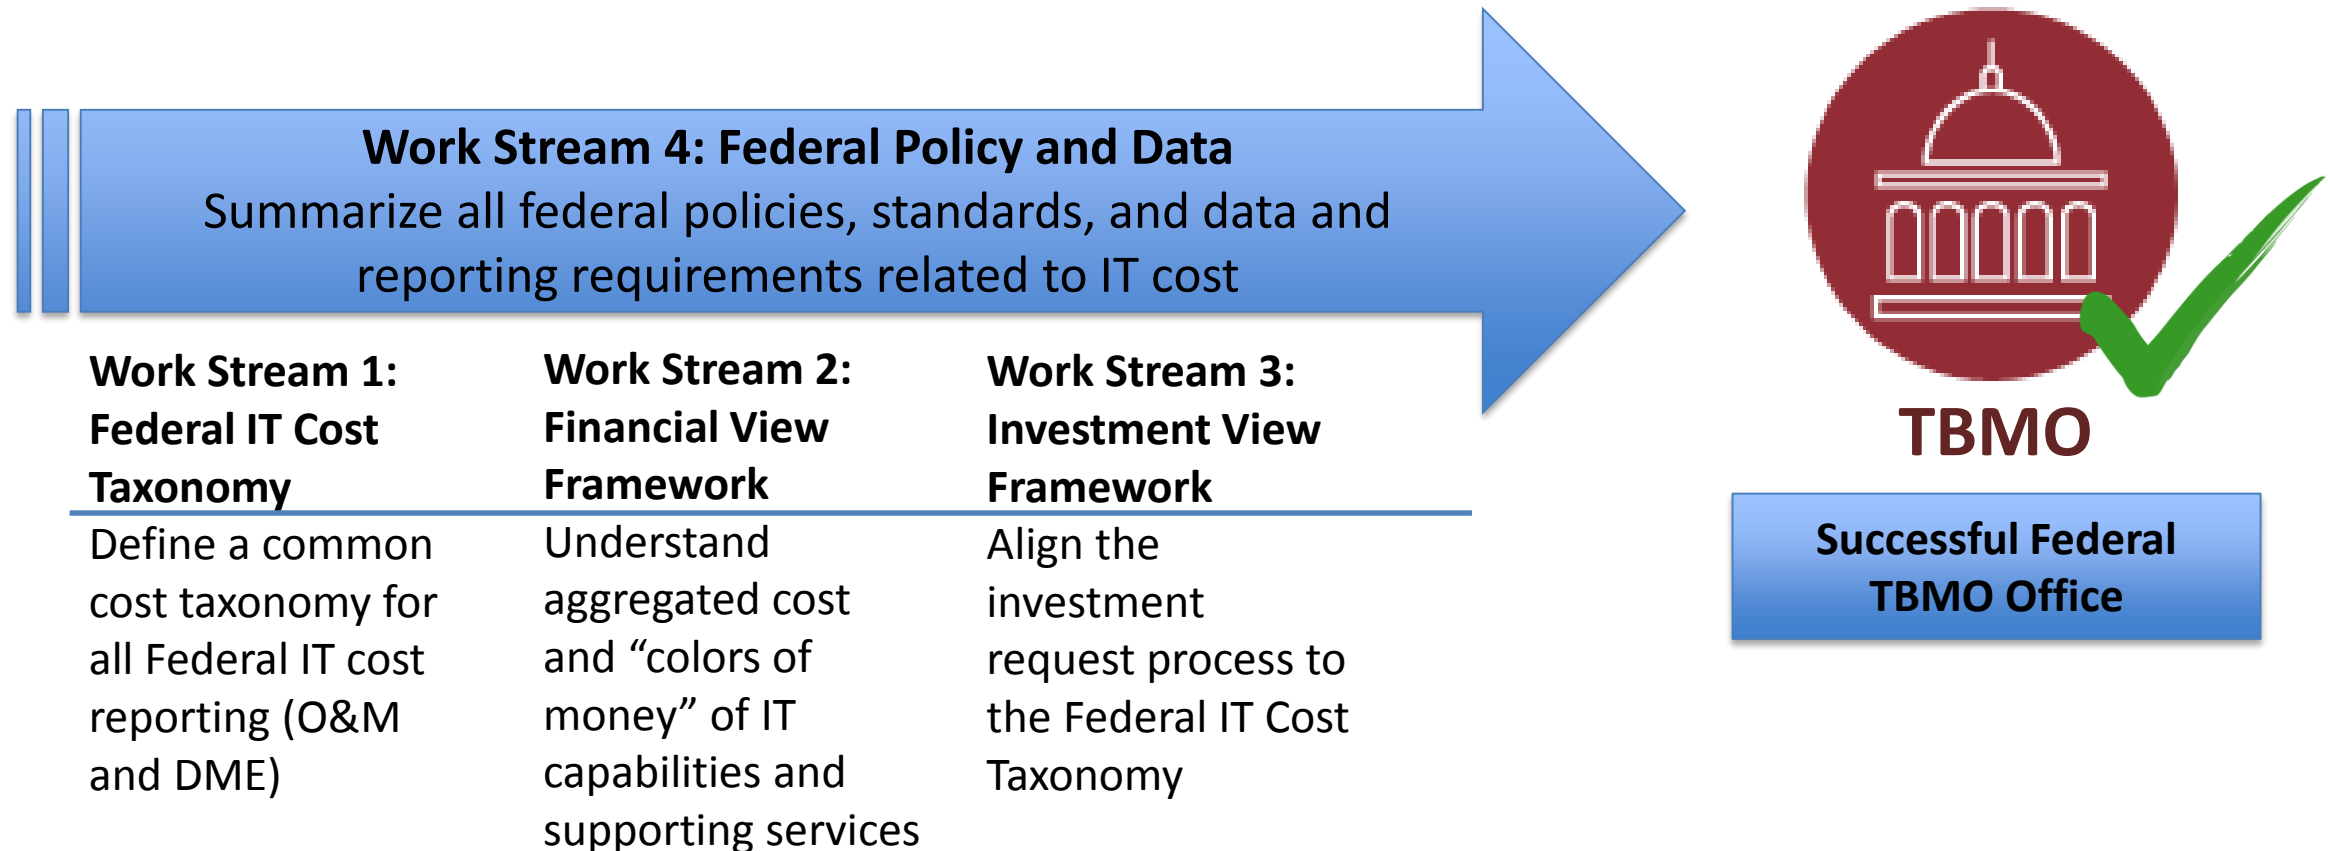 Work Stream 4: Federal Policy and Data
Summarize all federal policies, standards, and data and
reporting requirements related to IT cost
Work Stream 1:
Federal IT Cost
Taxonomy
Define a common
cost taxonomy for
all Federal IT cost
reporting (O&M
and DME)
Work Stream 2:
Financial View
Framework
Understand
aggregated cost
and “colors of
money” of IT
capabilities and
supporting services
Work Stream 3:
Investment View
Framework
Align the
investment
request process to
the Federal IT Cost
Taxonomy
TBMO
Successful Federal
TBMO Office